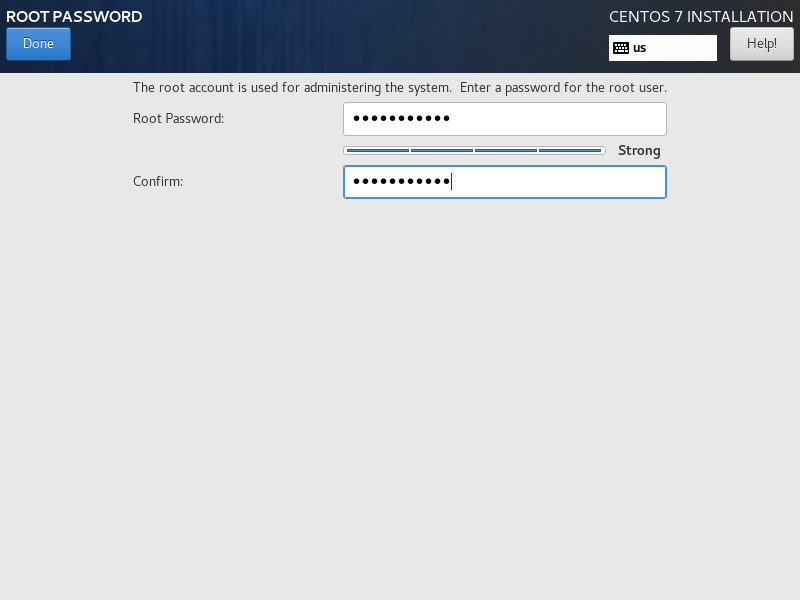 ROOT PASSWORD
CENTOS 7 INSTALLATION
Done
us
Help!
The root account is used for administering the system.  Enter a password for the root user.
Root Password:
●●●●●●●●●●●
Strong
Confirm:
●●●●●●●●●●●